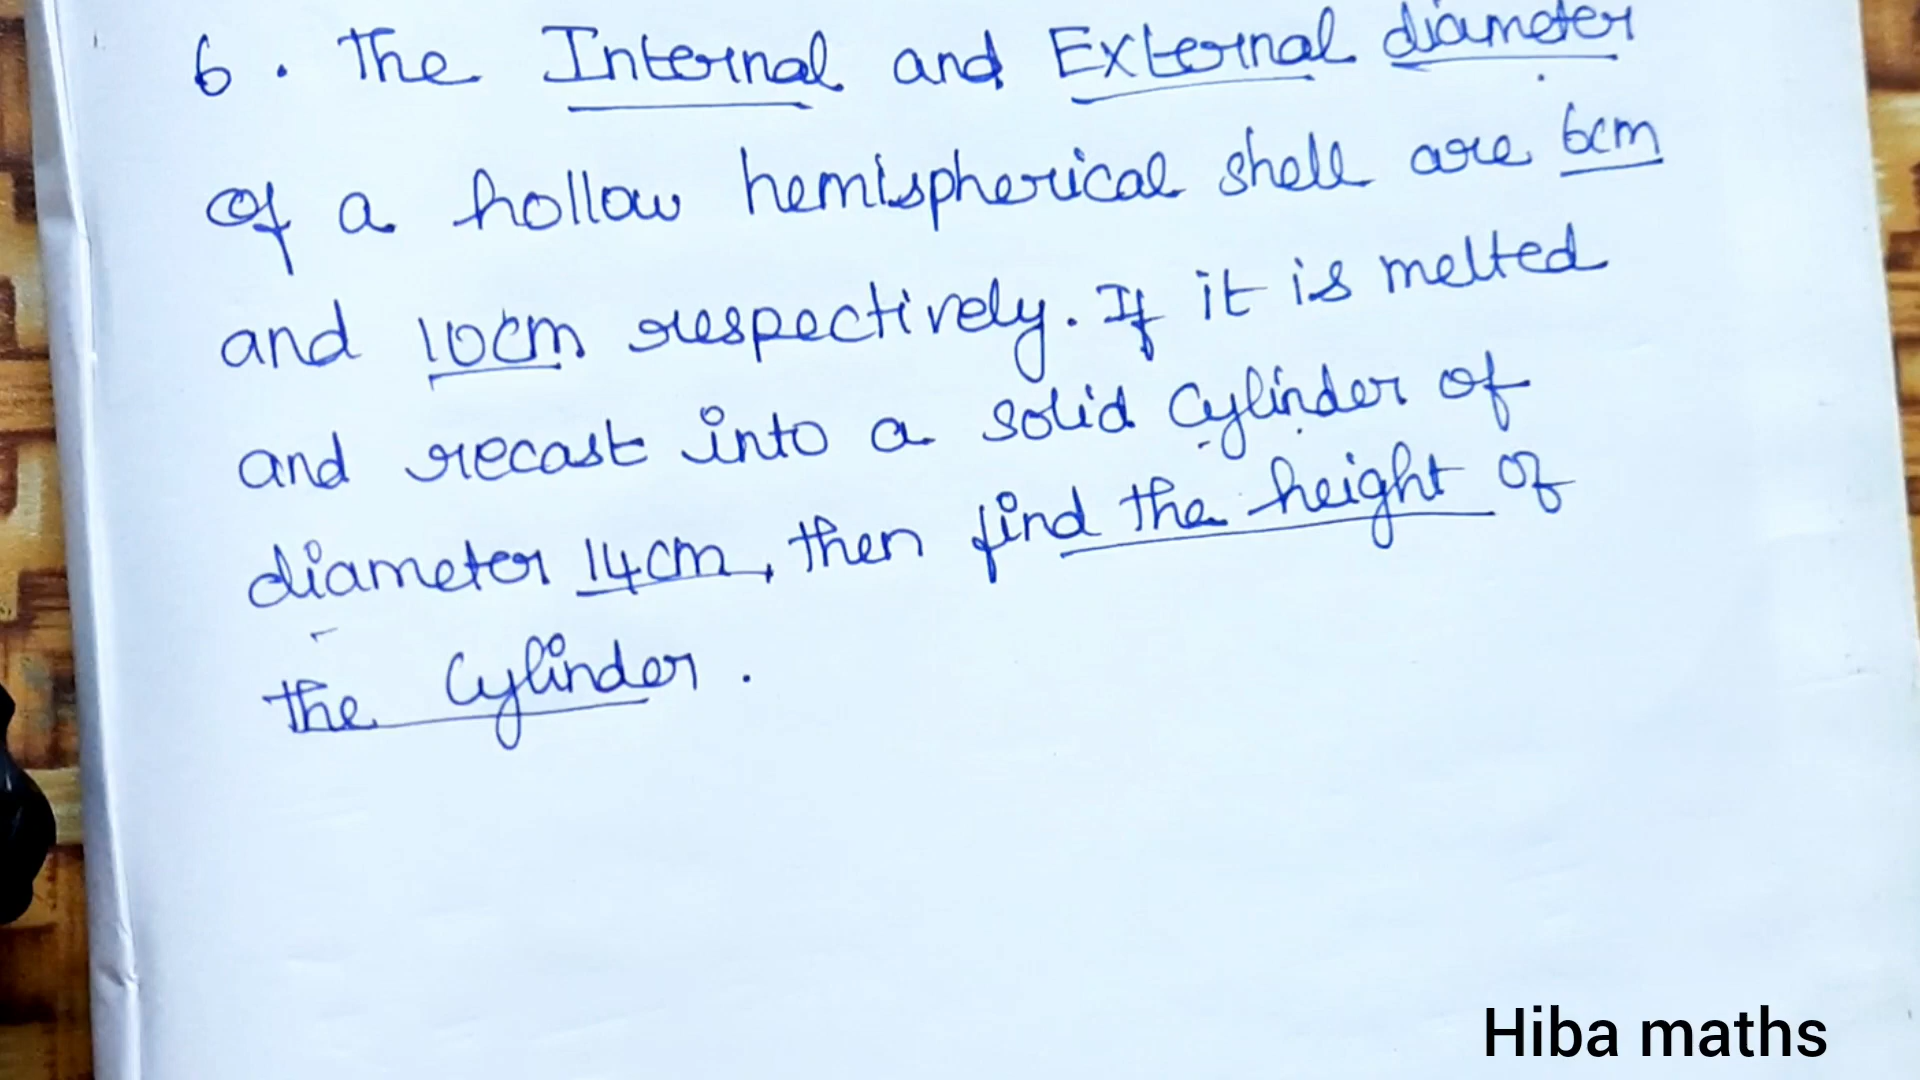 6. The Internal and External diameter
of a hollow hemispherical shell are 6cm
and 10cm respectively. If it is melted
and recast into a solid cylinder of
diameter 14cm, then find the height of
the cylinder.
Hiba maths